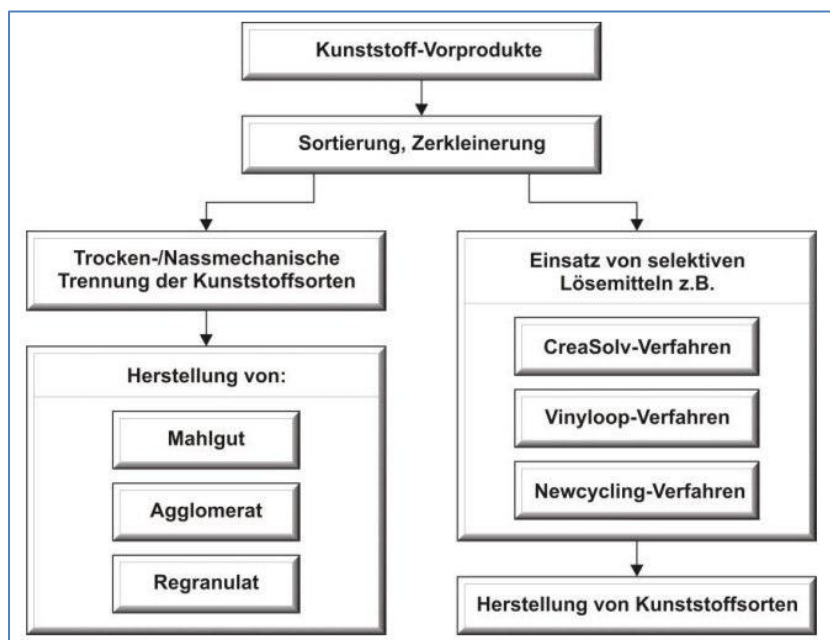 Kunststoff-Vorprodukte
Sortierung, Zerkleinerung
Trocken-/Nassmechanische
Trennung der Kunststoffsorten
Herstellung von:
Mahlgut
Agglomerat
Regranulat
Einsatz von selektiven
Lösemitteln z.B.
CreaSolv-Verfahren
Vinyloop-Verfahren
Newcycling-Verfahren
Herstellung von Kunststoffsorten